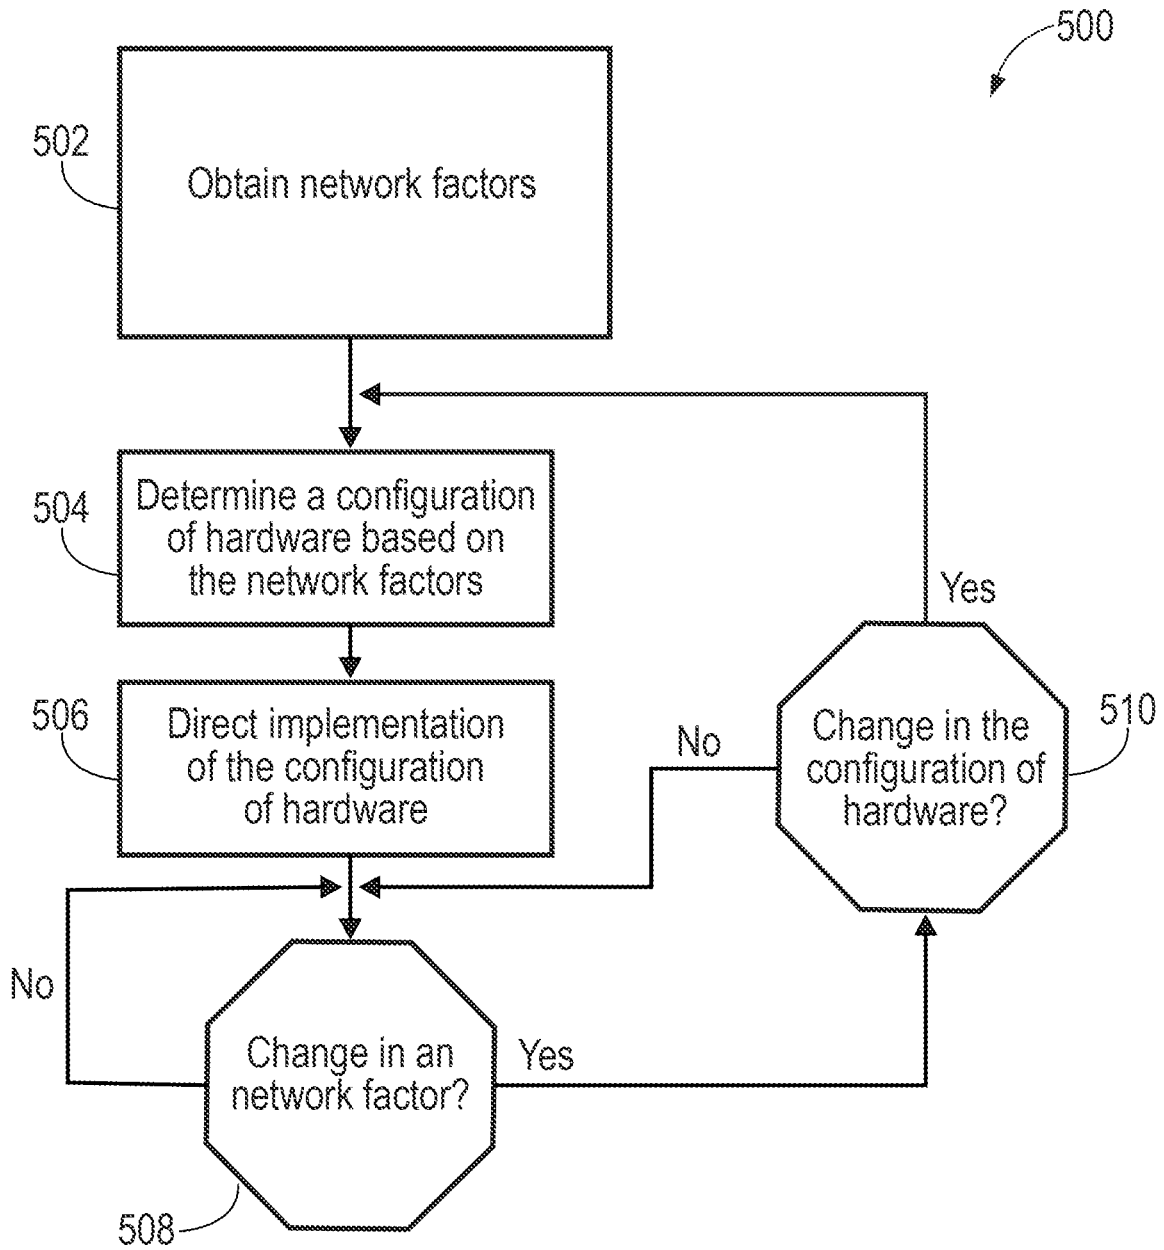 500
502
Obtain network factors
504
Determine a configuration
of hardware based on
the network factors
Yes
506
Direct implementation
of the configuration
of hardware
No
Change in the
configuration of
hardware?
510
No
Change in an
network factor?
Yes
508